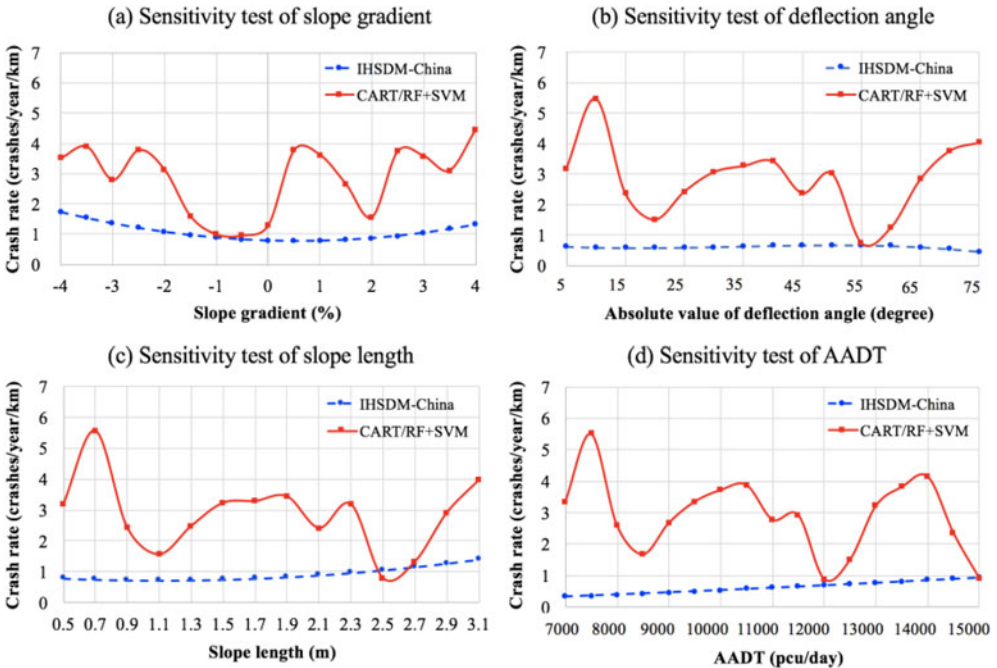 (a) Sensitivity test of slope gradient
Crash rate (crashes/year/km)
7
6
5
4
3
2
1
0
IHSDM-China
CART/RF+SVM
-4 -3 -2 -1 0 1 2 3 4
Slope gradient (%)
(b) Sensitivity test of deflection angle
Crash rate (crashes/year/km)
7
6
5
4
3
2
1
0
IHSDM-China
CART/RF+SVM
5 15 25 35 45 55 65 75
Absolute value of deflection angle (degree)
(c) Sensitivity test of slope length
Crash rate (crashes/year/km)
7
6
5
4
3
2
1
0
IHSDM-China
CART/RF+SVM
0.5 0.7 0.9 1.1 1.3 1.5 1.7 1.9 2.1 2.3 2.5 2.7 2.9 3.1
Slope length (m)
(d) Sensitivity test of AADT
Crash rate (crashes/year/km)
7
6
5
4
3
2
1
0
IHSDM-China
CART/RF+SVM
7000 8000 9000 10000 11000 12000 13000 14000 15000
AADT (pcu/day)